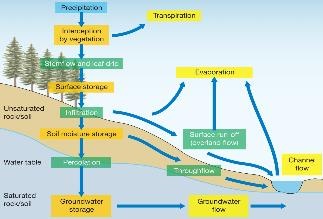 Precipitation
Transpiration
Interception
by vegetation
Stemflow and leaf drip
Evaporation
Surface storage
Unsaturated
rock/soil
Infiltration
Soil moisture storage
Surface run-off
(overland flow)
Channel
flow
Water table
Percolation
Throughflow
Saturated
rock/soil
Groundwater
storage
Groundwater
flow